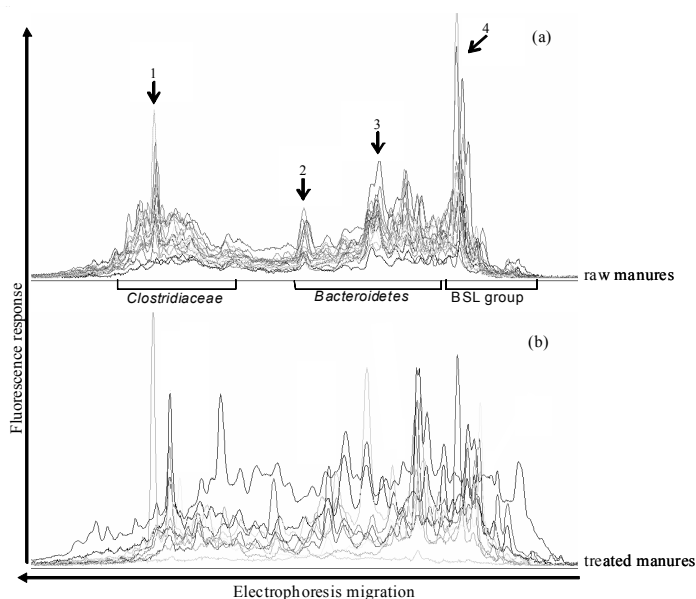 (a)
4
1
3
2
raw manures
Clostridiaceae
Bacteroidetes
BSL group
(b)
Fluorescence response
treated manures
Electrophoresis migration